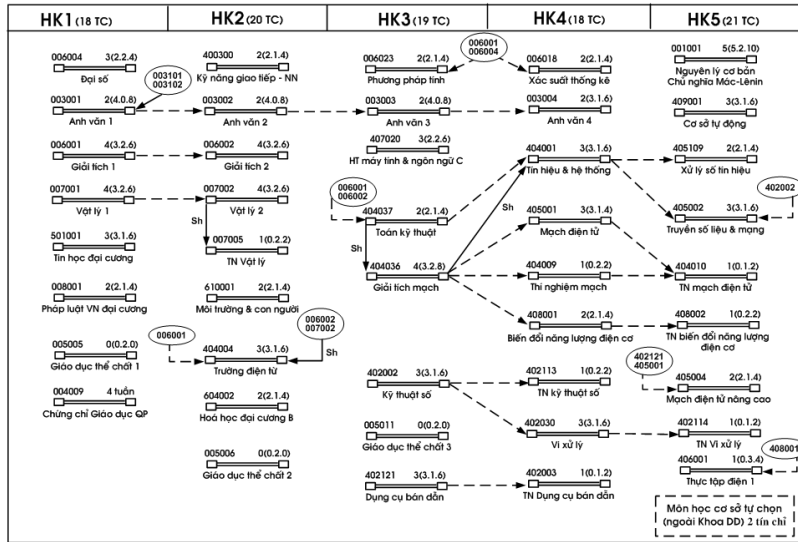 HK1 (18 TC)
HK2 (20 TC)
HK3 (19 TC)
HK4 (18 TC)
HK5 (21 TC)
006004 3(2.2.4)
Đại số
003101
003102
003001 2(4.0.8)
Anh văn 1
006001 4(3.2.6)
Giải tích 1
007001 4(3.2.6)
Vật lý 1
501001 3(3.1.6)
Tin học đại cương
008001 2(2.1.4)
Pháp luật VN đại cương
005005 0(0.2.0)
Giáo dục thể chất 1
004009 4 tuần
Chứng chỉ Giáo dục QP
400300 2(2.1.4)
Kỹ năng giao tiếp - NN
003002 2(4.0.8)
Anh văn 2
006002 4(3.2.6)
Giải tích 2
007002 4(3.2.6)
Vật lý 2
Sh
007005 1(0.2.2)
TN Vật lý
610001 2(2.1.4)
Môi trường & con người
006001
006002
007002
404004 3(3.1.6)
Sh
Trường điện từ
604002 2(2.1.4)
Hoá học đại cương B
005006 0(0.2.0)
Giáo dục thể chất 2
006023 2(2.1.4)
Phương pháp tính
006001
006004
003003 2(4.0.8)
Anh văn 3
407020 3(2.2.6)
HT máy tính & ngôn ngữ C
006001
006002
404037 2(2.1.4)
Toán kỹ thuật
Sh
404036 4(3.2.8)
Giải tích mạch
402002 3(3.1.6)
Kỹ thuật số
005011 0(0.2.0)
Giáo dục thể chất 3
402121 3(3.1.6)
Dụng cụ bán dẫn
006018 2(2.1.4)
Xác suất thống kê
003004 2(3.1.6)
Anh văn 4
404001 3(3.1.6)
Tín hiệu & hệ thống
Sh
405001 3(3.1.4)
Mạch điện tử
404009 1(0.2.2)
Thí nghiệm mạch
408001 2(2.1.4)
Biến đổi năng lượng điện cơ
402113 1(0.2.2)
TN kỹ thuật số
402030 3(3.1.6)
Vi xử lý
402003 1(0.1.2)
TN Dụng cụ bán dẫn
001001 5(5.2.10)
Nguyên lý cơ bản
Chủ nghĩa Mác-Lênin
409001 3(3.1.6)
Cơ sở tự động
405109 2(2.1.4)
Xử lý số tín hiệu
402002
405002 3(3.1.6)
Truyền số liệu & mạng
404010 1(0.1.2)
TN mạch điện tử
408002 1(0.2.2)
TN biến đổi năng lượng
điện cơ
402121
405001
405004 2(2.1.4)
Mạch điện tử nâng cao
402114 1(0.1.2)
TN Vi xử lý
408001
406001 1(0.3.4)
Thực tập điện 1
Môn học cơ sở tự chọn
(ngoài Khoa DD) 2 tín chỉ